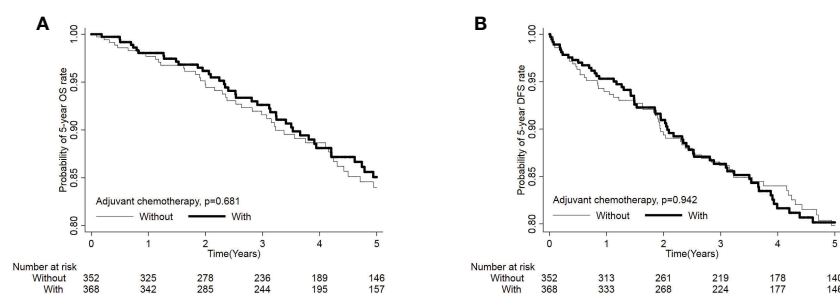 A
Probability of 5-year OS rate
1.00
0.95
0.90
0.85
0.80
Adjuvant chemotherapy, p=0.681
Without With
0 1 2 3 4 5
Time(Years)
Number at risk
Without 352 325 278 236 189 146
With 368 342 285 244 195 157
B
Probability of 5-year DFS rate
1.00
0.95
0.90
0.85
0.80
Adjuvant chemotherapy, p=0.942
Without With
0 1 2 3 4 5
Time(Years)
Number at risk
Without 352 313 261 219 178 140
With 368 333 268 224 177 146